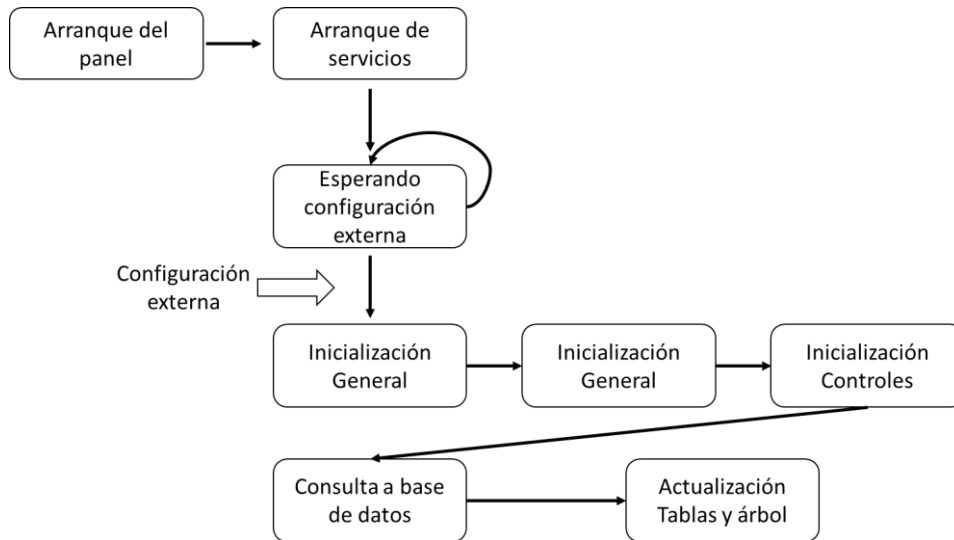 Arranque del
panel
Arranque de
servicios
Esperando
configuración
externa
Configuración
externa
Inicialización
General
Inicialización
General
Inicialización
Controles
Consulta a base
de datos
Actualización
Tablas y árbol